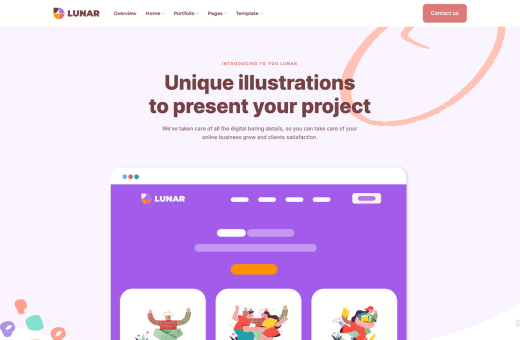 LUNAR
Overview Home Portfolio Pages Template
Contact us
INTRODUCING TO YOU LUNAR
Unique illustrations
to present your project
We've taken care of all the digital boring details, so you can take care of your
online business grow and clients satisfaction.
LUNAR